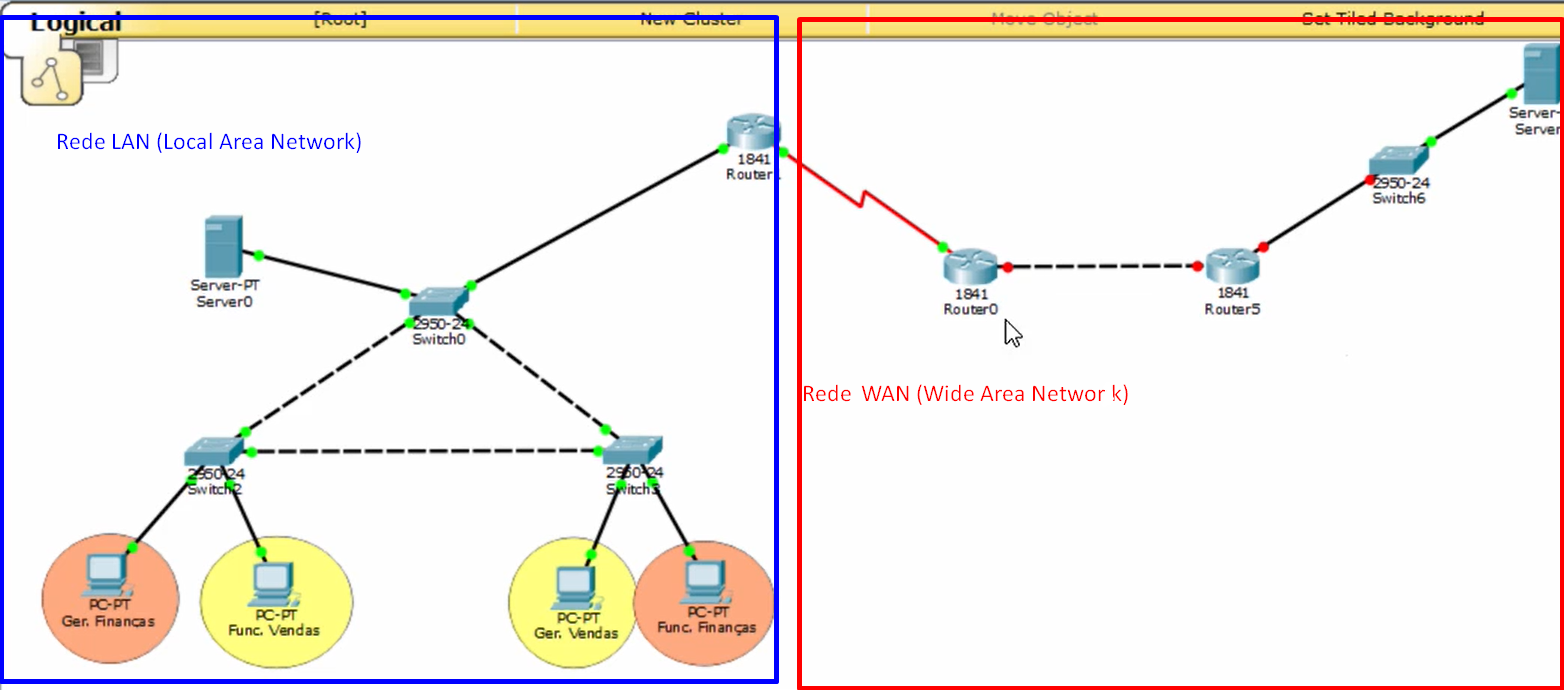 Logical
[Root]
New Cluster
Move Object
Set Tiled Background
Rede LAN (Local Area Network)
1841
Router
Server-PT
Server0
2950-24
Switch0
2950-24
Switch2
2950-24
Switch3
PC-PT
Ger. Finanças
PC-PT
Func. Vendas
PC-PT
Ger. Vendas
PC-PT
Func. Finanças
Server-
Server
2950-24
Switch6
1841
Router0
1841
Router5
Rede WAN (Wide Area Networ k)